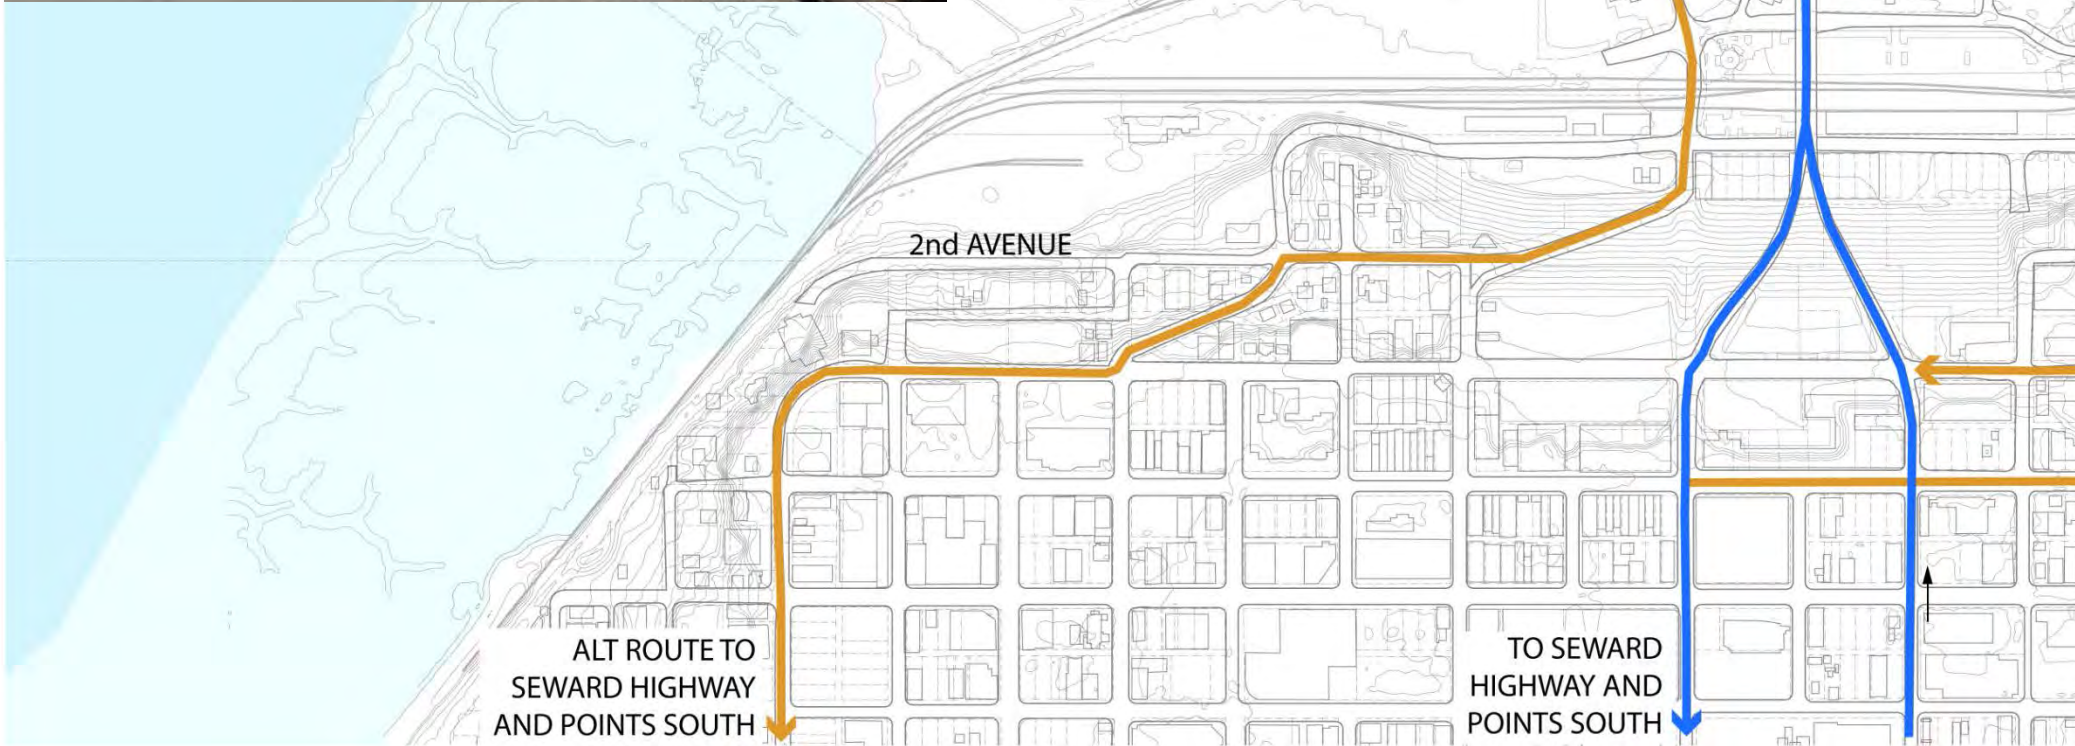 2nd AVENUE
ALT ROUTE TO
SEWARD HIGHWAY
AND POINTS SOUTH
TO SEWARD
HIGHWAY AND
POINTS SOUTH